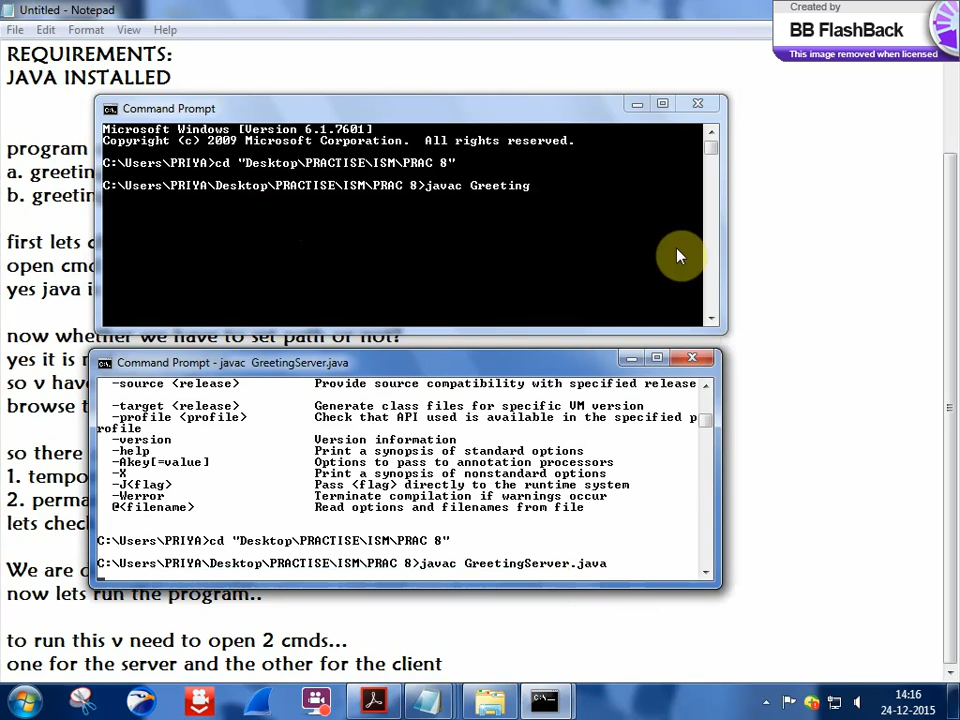 Untitled - Notepad
File Edit Format View Help
Created by
BB FlashBack
This image removed when licensed
REQUIREMENTS:
JAVA INSTALLED
program
a. greetin
b. greetin
first lets c
open cmd
yes java i
now whether we have to set path or not?
yes it is n
so v have
browse t
so there
1. tempo
2. perma
lets check
We are d
now lets run the program..
to run this v need to open 2 cmds...
one for the server and the other for the client
Command Prompt
Microsoft Windows [Version 6.1.7601]
Copyright (c) 2009 Microsoft Corporation. All rights reserved.
C:\Users\PRIYA>cd "Desktop\PRACTISE\ISM\PRAC 8"
C:\Users\PRIYA\Desktop\PRACTISE\ISM\PRAC 8>javac Greeting
Command Prompt - javac GreetingServer.java
-source <release> Provide source compatibility with specified release
-target <release> Generate class files for specific VM version
-profile <profile> Check that API used is available in the specified p
rofile
-version Version information
-help Print a synopsis of standard options
-Akey[=value] Options to pass to annotation processors
-X Print a synopsis of nonstandard options
-J<flag> Pass <flag> directly to the runtime system
-Werror Terminate compilation if warnings occur
@<filename> Read options and filenames from file
C:\Users\PRIYA>cd "Desktop\PRACTISE\ISM\PRAC 8"
C:\Users\PRIYA\Desktop\PRACTISE\ISM\PRAC 8>javac GreetingServer.java
14:16
24-12-2015